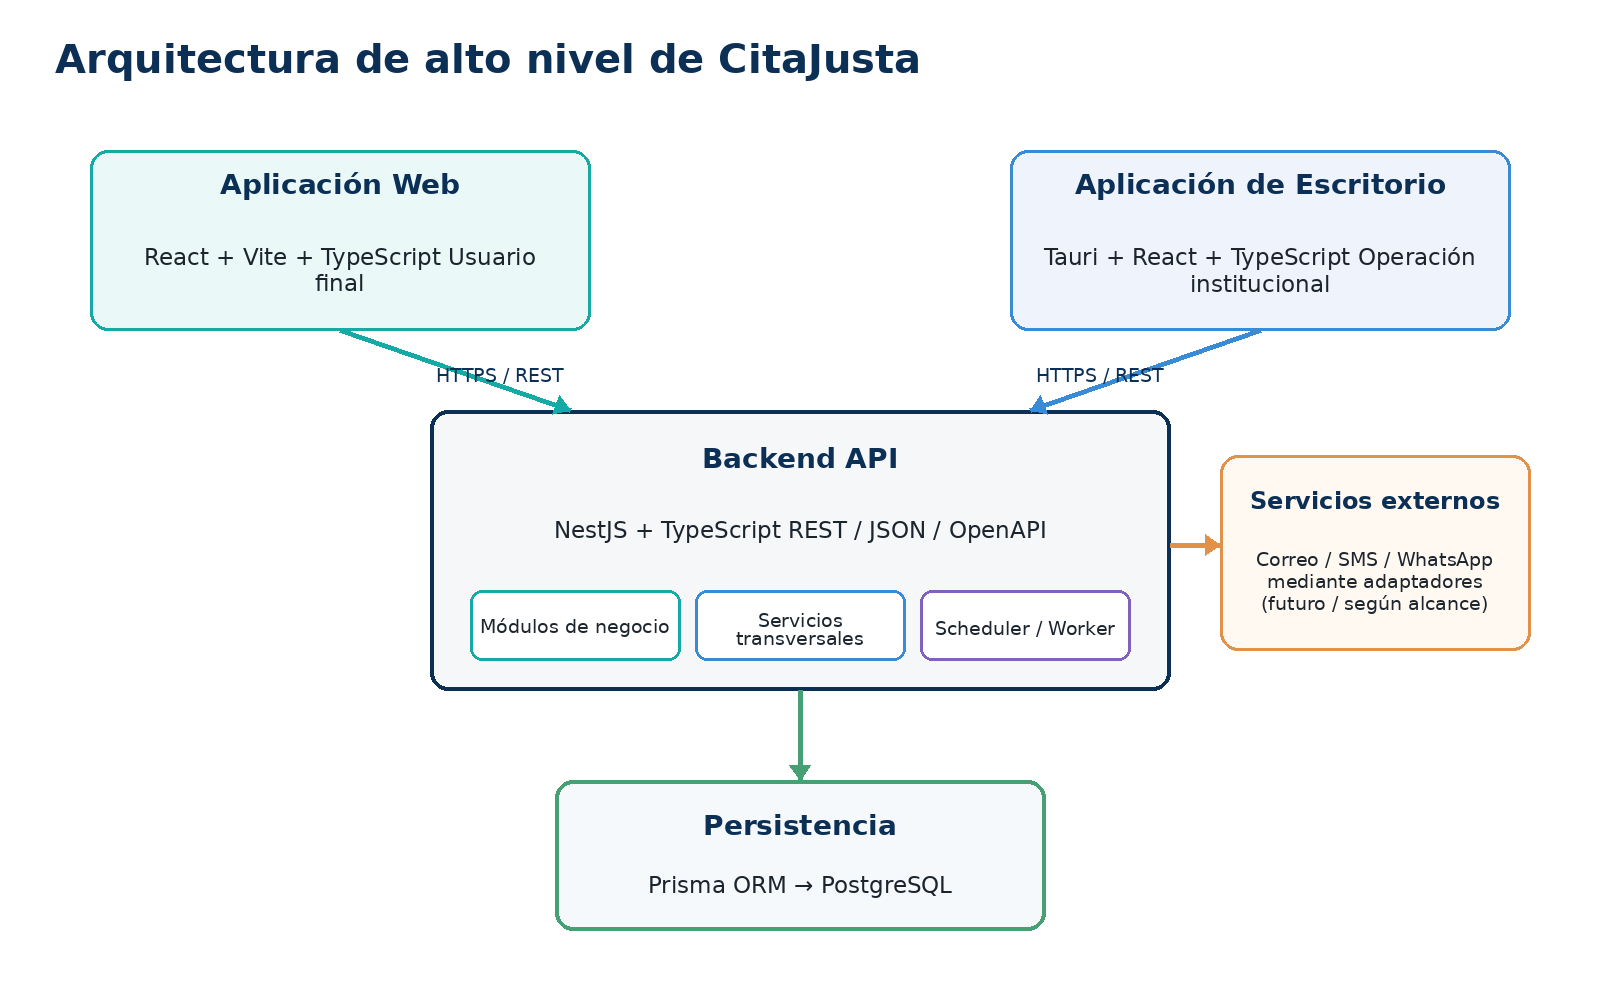 Arquitectura de alto nivel de CitaJusta
Aplicación Web
React + Vite + TypeScript Usuario
final
Aplicación de Escritorio
Tauri + React + TypeScript Operación
institucional
HTTPS / REST
HTTPS / REST
Backend API
NestJS + TypeScript REST / JSON / OpenAPI
Módulos de negocio
Servicios
transversales
Scheduler / Worker
Servicios externos
Correo / SMS / WhatsApp
mediante adaptadores
(futuro / según alcance)
Persistencia
Prisma ORM → PostgreSQL